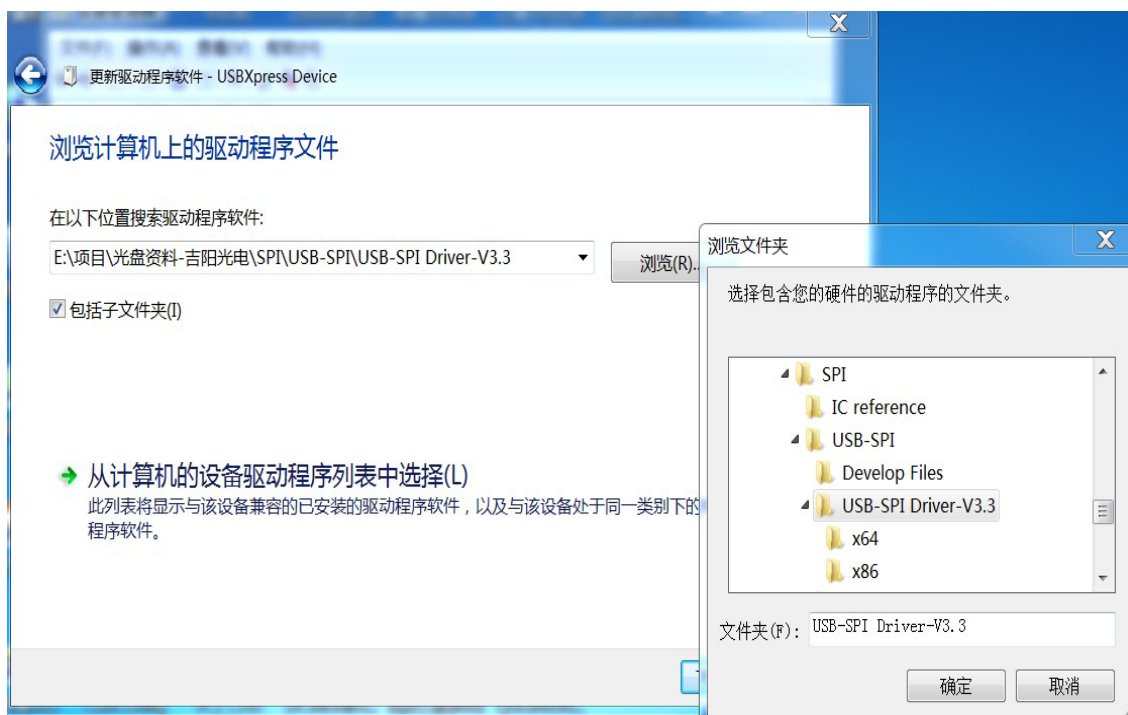 更新驱动程序软件 - USBXpress Device
浏览计算机上的驱动程序文件
在以下位置搜索驱动程序软件:
E:\项目\光盘资料-吉阳光电\SPI\USB-SPI\USB-SPI Driver-V3.3
浏览(R)..
包括子文件夹(I)
从计算机的设备驱动程序列表中选择(L)
此列表将显示与该设备兼容的已安装的驱动程序软件，以及与该设备处于同一类别下的
程序软件。
浏览文件夹
选择包含您的硬件的驱动程序的文件夹。
SPI
IC reference
USB-SPI
Develop Files
USB-SPI Driver-V3.3
x64
x86
文件夹(F): USB-SPI Driver-V3.3
确定
取消